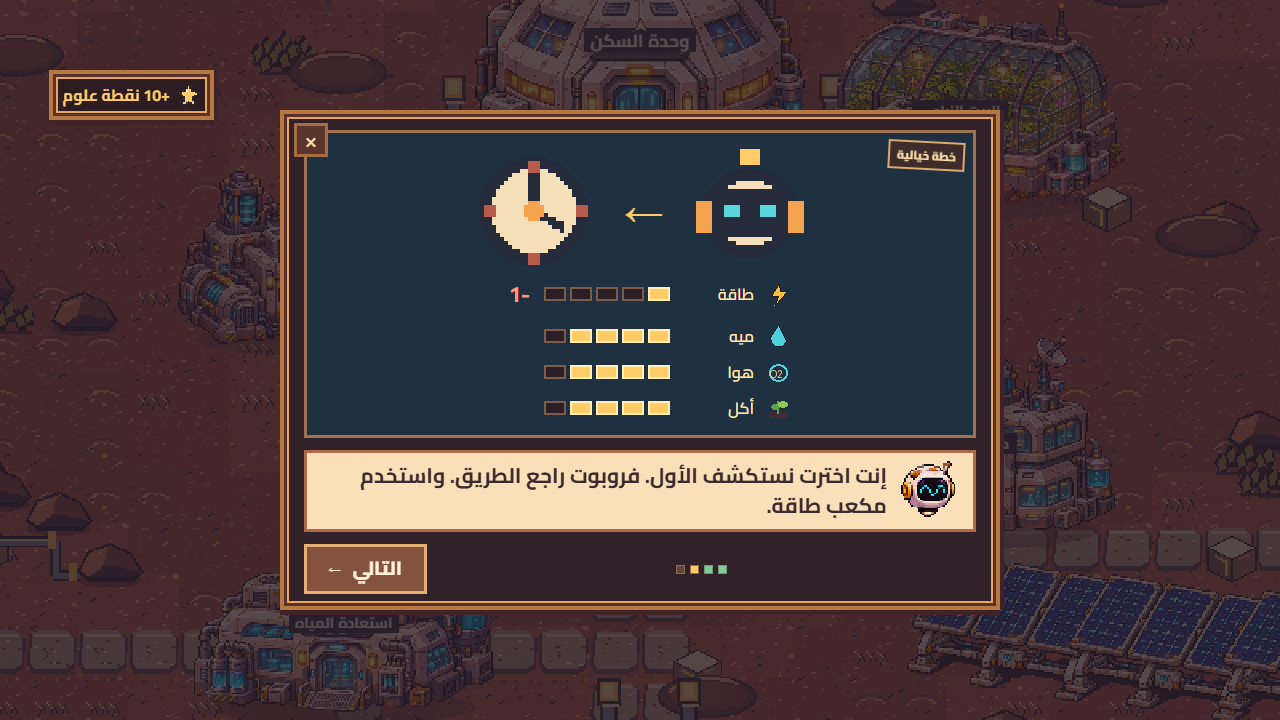 وحدة السكن
+10 نقطة علوم
×
خطة خيالية
←
طاقة -1
ميه
O2 هوا
أكل
إنت اخترت نستكشف الأول. فروبوت راجع الطريق. واستخدم
مكعب طاقة.
التالي ←
استعادة المياه